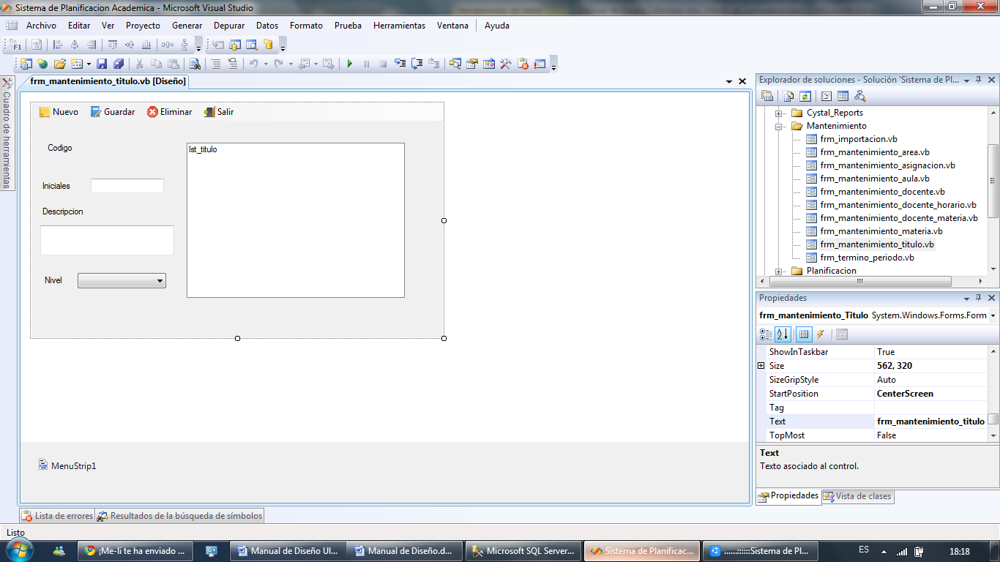 Sistema de Planificacion Academica - Microsoft Visual Studio
Archivo Editar Ver Proyecto Generar Depurar Datos Formato Prueba Herramientas Ventana Ayuda
frm_mantenimiento_titulo.vb [Diseño]
Cuadro de herramientas
Nuevo Guardar Eliminar Salir
Codigo
lst_titulo
Iniciales
Descripcion
Nivel
MenuStrip1
Explorador de soluciones - Solución 'Sistema de Pl...
Cystal_Reports
Mantenimiento
frm_importacion.vb
frm_mantenimiento_area.vb
frm_mantenimiento_asignacion.vb
frm_mantenimiento_aula.vb
frm_mantenimiento_docente.vb
frm_mantenimiento_docente_horario.vb
frm_mantenimiento_docente_materia.vb
frm_mantenimiento_materia.vb
frm_mantenimiento_titulo.vb
frm_termino_periodo.vb
Planificacion
Propiedades
frm_mantenimiento_Titulo System.Windows.Forms.Form
ShowInTaskbar True
Size 562, 320
SizeGripStyle Auto
StartPosition CenterScreen
Tag
Text frm_mantenimiento_titulo
TopMost False
Text
Texto asociado al control.
Propiedades Vista de clases
Lista de errores Resultados de la búsqueda de símbolos
Listo
¡Me-li te ha enviado ... Manual de Diseño UI... Manual de Diseño.d... Microsoft SQL Server... Sistema de Planificac... ......::::::Sistema de Pl... ES 18:18